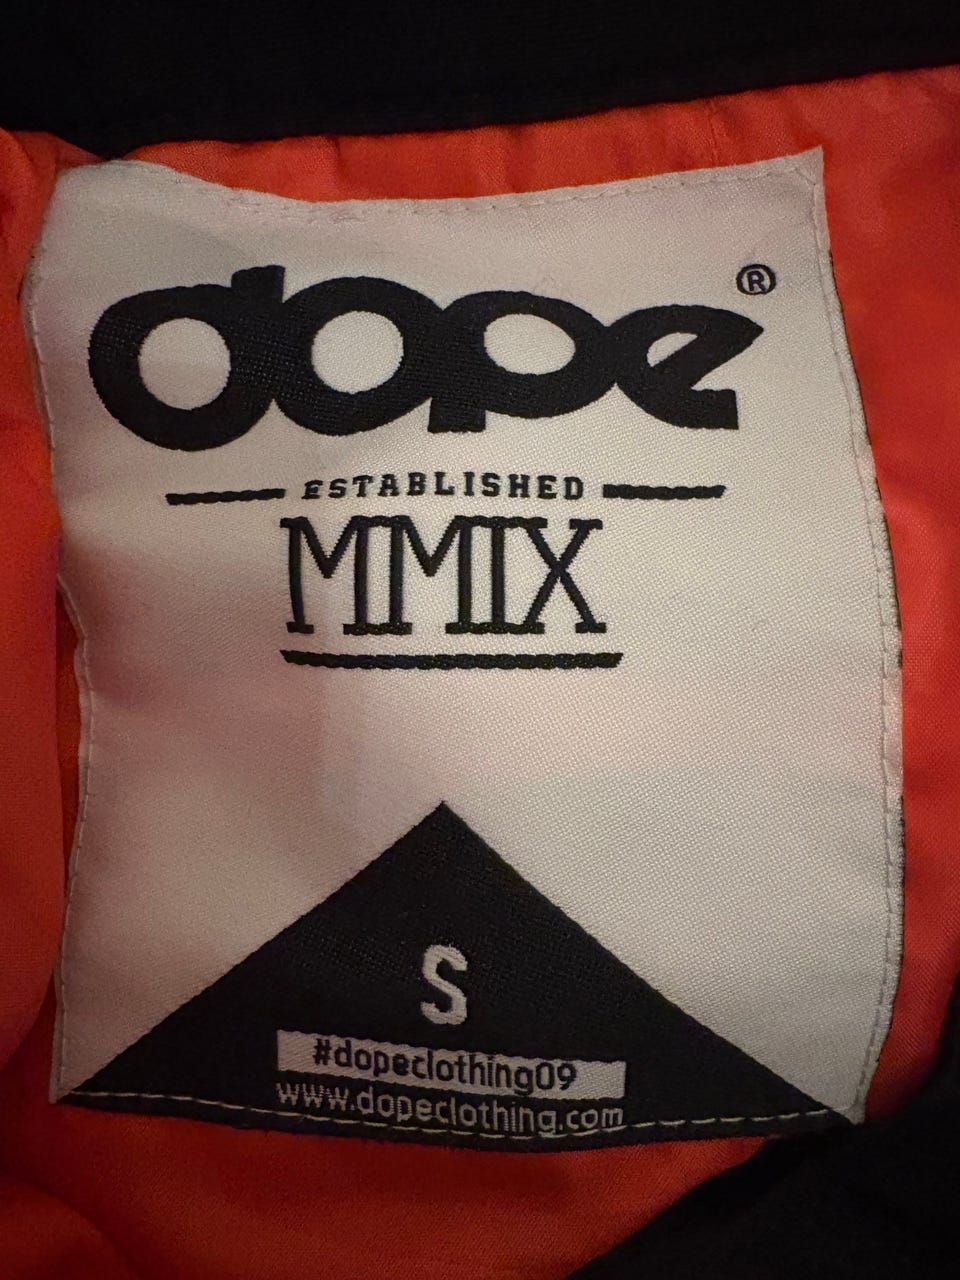 dope®
ESTABLISHED
MMIX
S
#dopeclothing09
www.dopeclothing.com